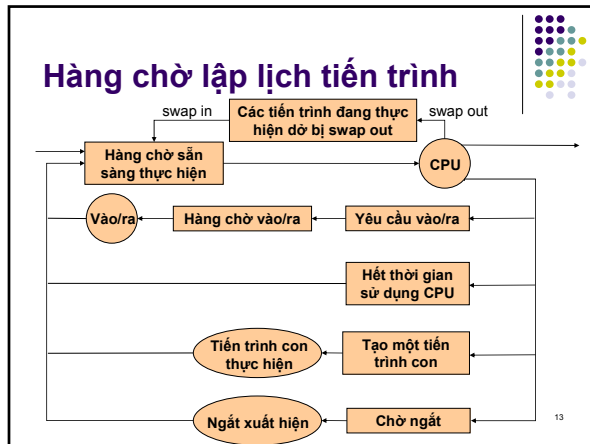 Hàng chờ lập lịch tiến trình
swap in
Các tiến trình đang thực
hiện dở bị swap out
swap out
Hàng chờ sẵn
sàng thực hiện
CPU
Vào/ra
Hàng chờ vào/ra
Yêu cầu vào/ra
Hết thời gian
sử dụng CPU
Tiến trình con
thực hiện
Tạo một tiến
trình con
Ngắt xuất hiện
Chờ ngắt
13